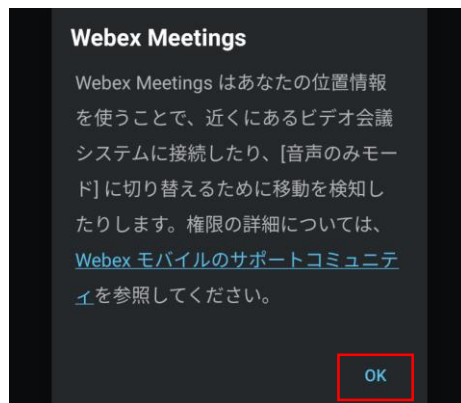 Webex Meetings
Webex Meetings はあなたの位置情報
を使うことで、近くにあるビデオ会議
システムに接続したり、[音声のみモー
ド] に切り替えるために移動を検知し
たりします。権限の詳細については、
Webex モバイルのサポートコミュニテ
ィを参照してください。
OK